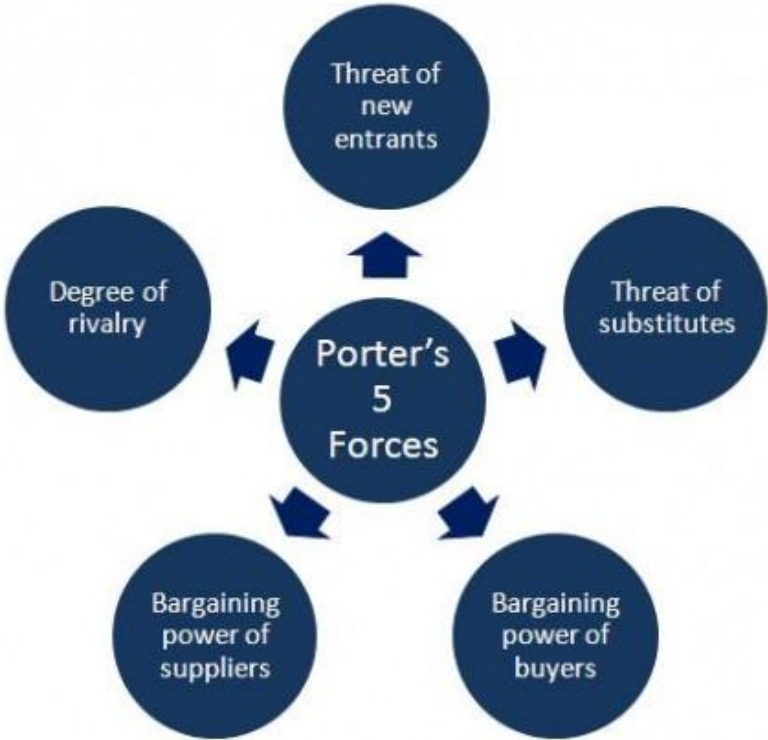 Threat of
new
entrants
Degree of
rivalry
Threat of
substitutes
Porter’s
5
Forces
Bargaining
power of
suppliers
Bargaining
power of
buyers